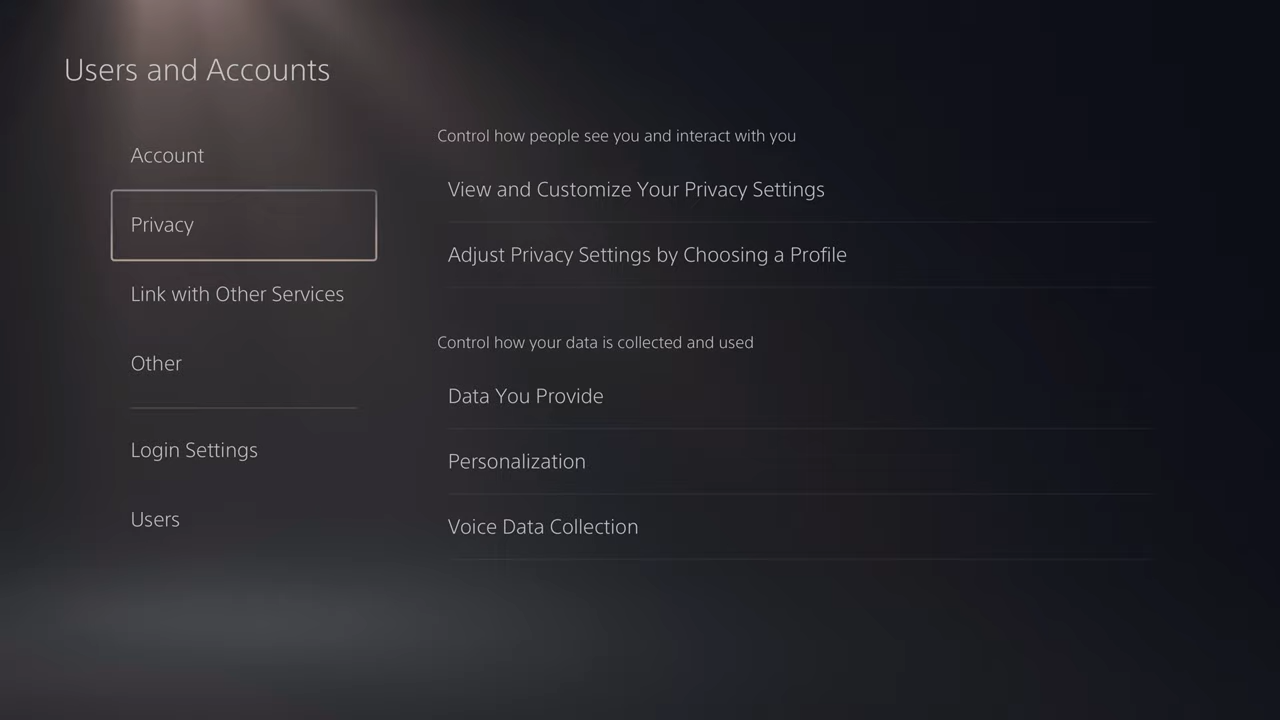 Users and Accounts
Account
Privacy
Link with Other Services
Other
Login Settings
Users
Control how people see you and interact with you
View and Customize Your Privacy Settings
Adjust Privacy Settings by Choosing a Profile
Control how your data is collected and used
Data You Provide
Personalization
Voice Data Collection